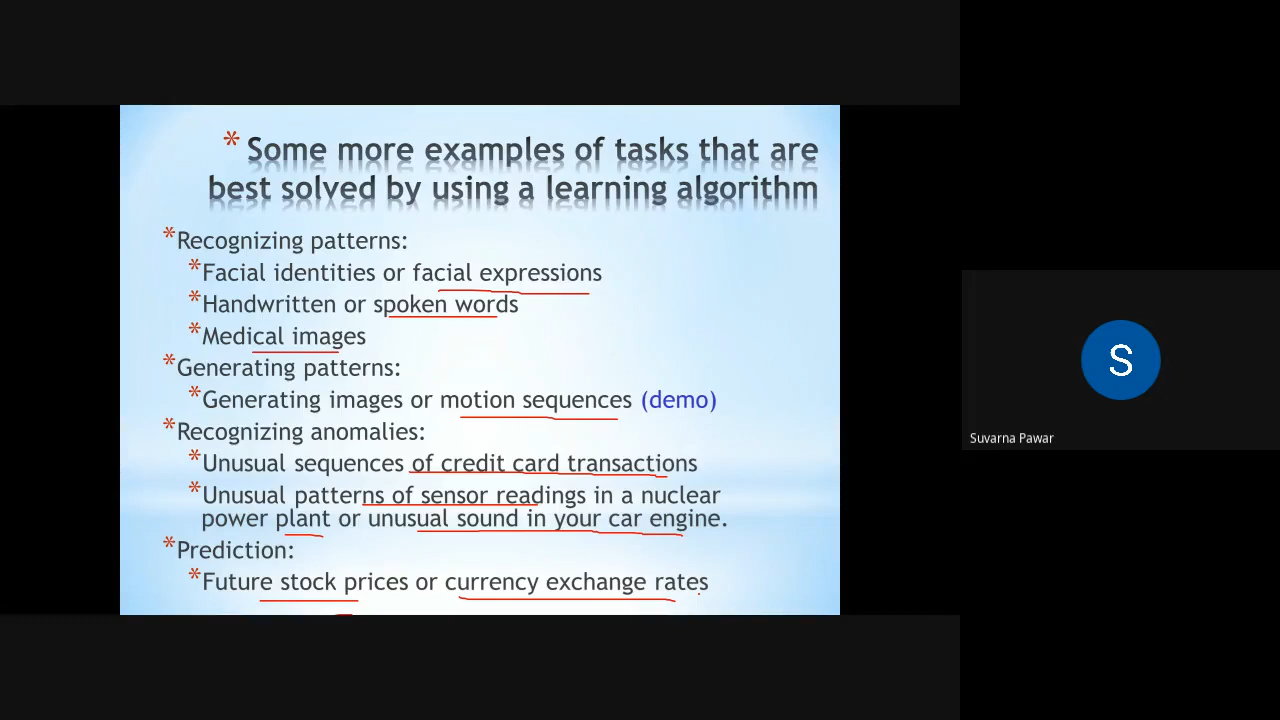 * Some more examples of tasks that are
best solved by using a learning algorithm
*Recognizing patterns:
*Facial identities or facial expressions
*Handwritten or spoken words
*Medical images
*Generating patterns:
*Generating images or motion sequences (demo)
*Recognizing anomalies:
*Unusual sequences of credit card transactions
*Unusual patterns of sensor readings in a nuclear
power plant or unusual sound in your car engine.
*Prediction:
*Future stock prices or currency exchange rates
S
Suvarna Pawar